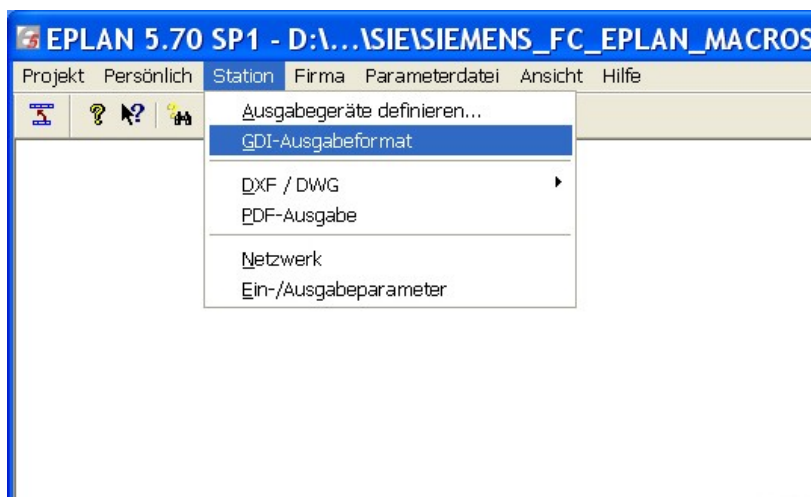 EPLAN 5.70 SP1 - D:\...\SIE\SIEMENS_FC_EPLAN_MACROS
Projekt Persönlich Station Firma Parameterdatei Ansicht Hilfe
Ausgabegeräte definieren...
GDI-Ausgabeformat
DXF / DWG
PDF-Ausgabe
Netzwerk
Ein-/Ausgabeparameter